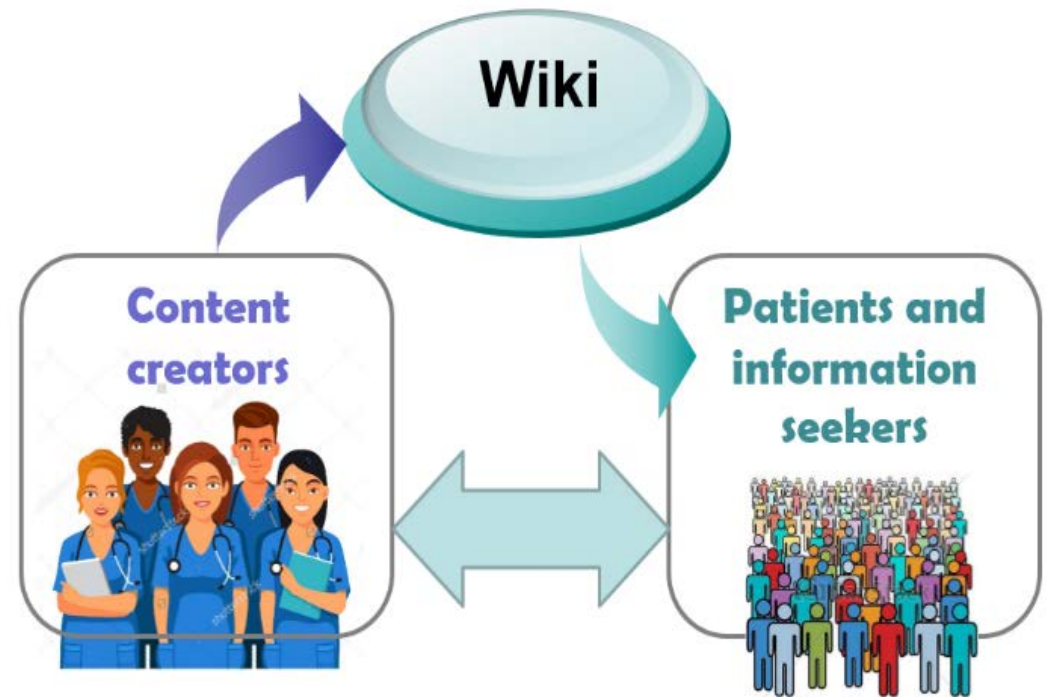 Wiki
Content
creators
Patients and
information
seekers